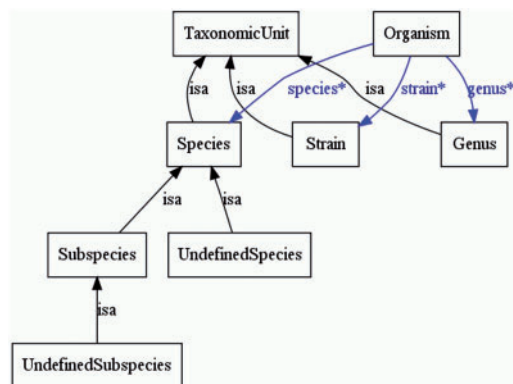 TaxonomicUnit
Organism
isa
isa
species*
isa
strain*
genus*
Species
Strain
Genus
isa
isa
Subspecies
UndefinedSpecies
isa
UndefinedSubspecies